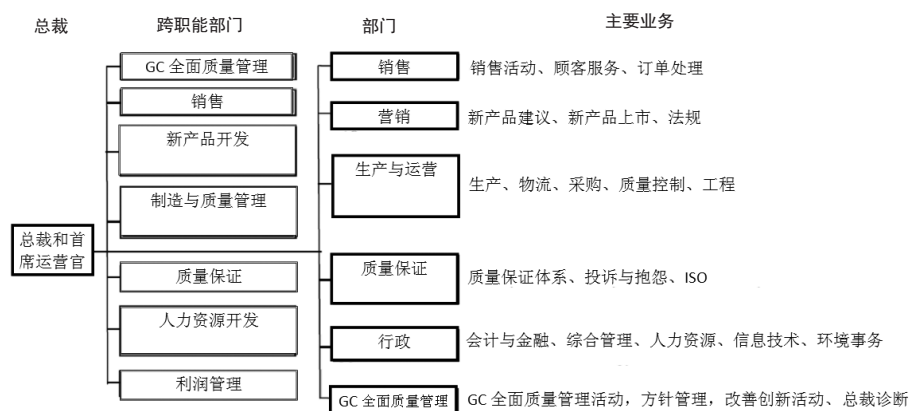 总裁
跨职能部门
部门
主要业务
GC 全面质量管理
销售
新产品开发
制造与质量管理
总裁和首
席运营官
质量保证
人力资源开发
利润管理
销售
销售活动、顾客服务、订单处理
营销
新产品建议、新产品上市、法规
生产与运营
生产、物流、采购、质量控制、工程
质量保证
质量保证体系、投诉与抱怨、ISO
行政
会计与金融、综合管理、人力资源、信息技术、环境事务
GC 全面质量管理
GC 全面质量管理活动，方针管理，改善创新活动、总裁诊断